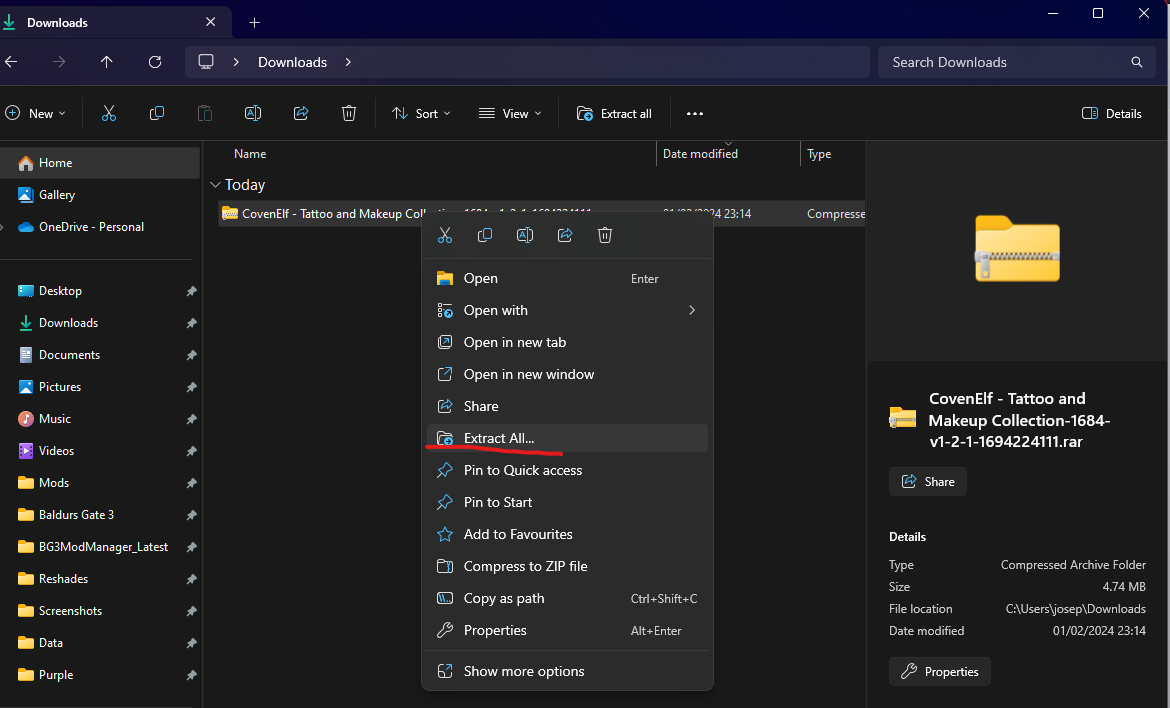 Downloads
Downloads
Search Downloads
New
Sort
View
Extract all
Details
Home
Gallery
OneDrive - Personal
Desktop
Downloads
Documents
Pictures
Music
Videos
Mods
Baldurs Gate 3
BG3ModManager_Latest
Reshades
Screenshots
Data
Purple
Name
Date modified
Type
Today
CovenElf - Tattoo and Makeup 23:14 Compresse
Open Enter
Open with
Open in new tab
Open in new window
Share
Extract All...
Pin to Quick access
Pin to Start
Add to Favourites
Compress to ZIP file
Copy as path Ctrl+Shift+C
Properties Alt+Enter
Show more options
CovenElf - Tattoo and
Makeup Collection-1684-
v1-2-1-1694224111.rar
Share
Details
Type Compressed Archive Folder
Size 4.74 MB
File location C:\Users\josep\Downloads
Date modified 01/02/2024 23:14
Properties